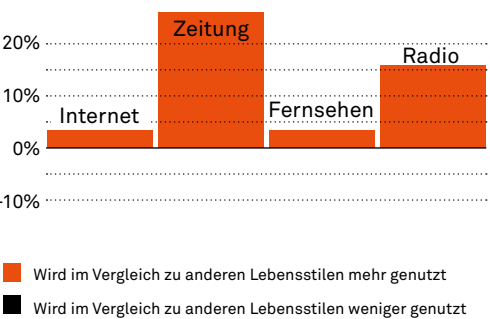 Zeitung
20%
Radio
10%
Internet
Fernsehen
0%
-10%
Wird im Vergleich zu anderen Lebensstilen mehr genutzt
Wird im Vergleich zu anderen Lebensstilen weniger genutzt